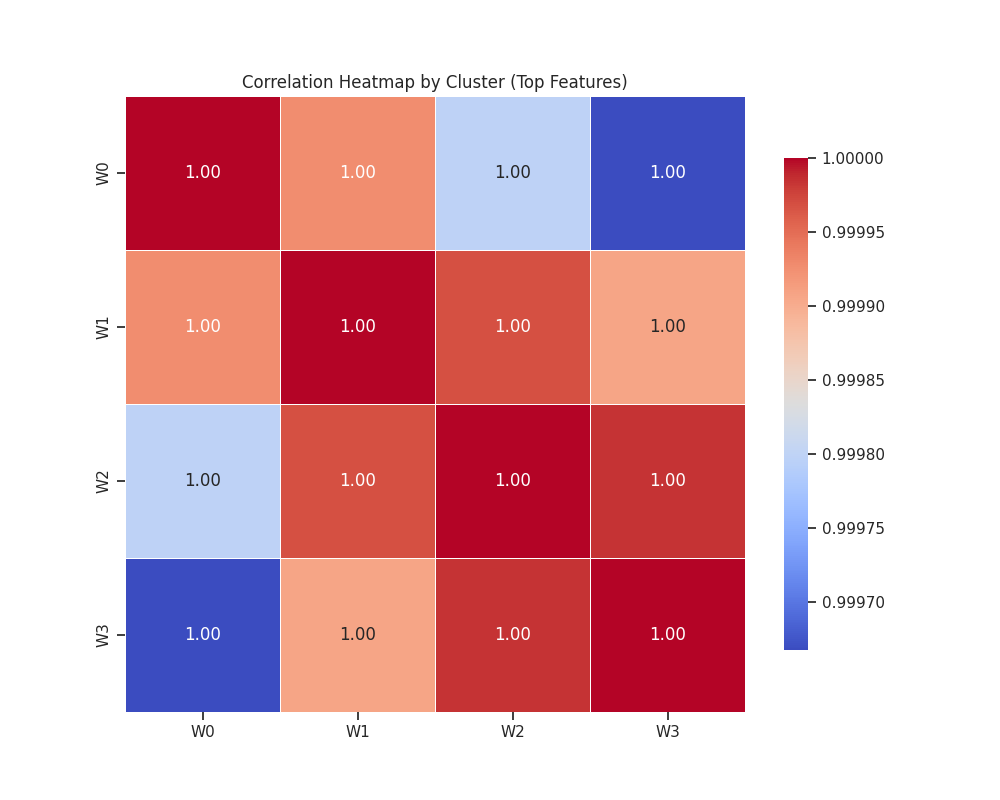 Correlation Heatmap by Cluster (Top Features)
W0 1.00 1.00 1.00 1.00
W1 1.00 1.00 1.00 1.00
W2 1.00 1.00 1.00 1.00
W3 1.00 1.00 1.00 1.00
W0 W1 W2 W3
1.00000
0.99995
0.99990
0.99985
0.99980
0.99975
0.99970